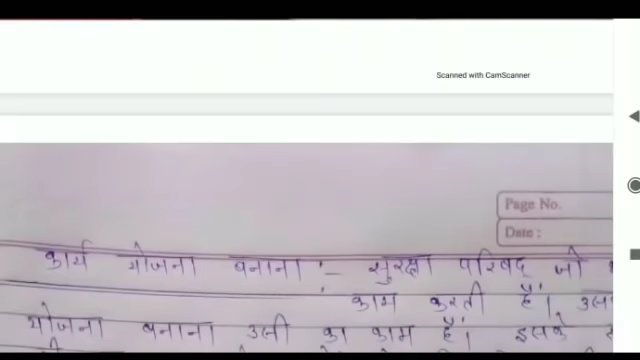 Scanned with CamScanner
Page No.
Date :
कार्य योजना बनाना :- सुरक्षा परिषद् जो
काम करती है। उस
योजना बनाना उसी का काम है। इसके